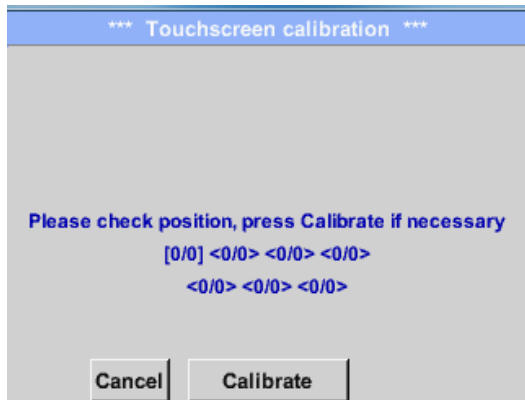 *** Touchscreen calibration ***
Please check position, press Calibrate if necessary
[0/0] <0/0> <0/0> <0/0>
<0/0> <0/0> <0/0>
Cancel Calibrate